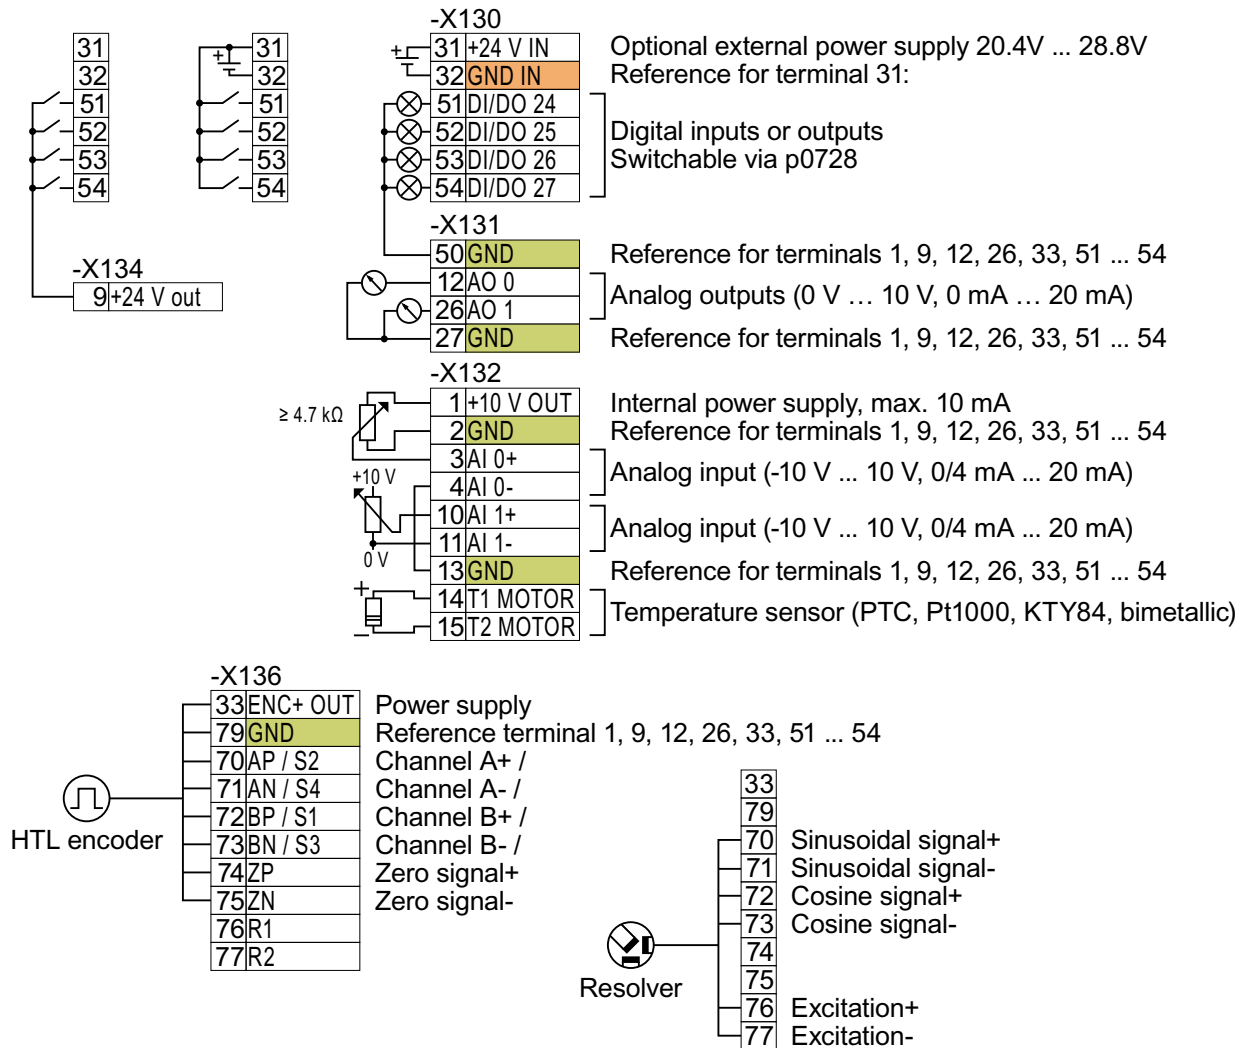 31
32
51
52
53
54
-X134
9 +24 V out
31
32
51
52
53
54
+
+
-X130
31 +24 V IN Optional external power supply 20.4V ... 28.8V
32 GND IN Reference for terminal 31:
51 DI/DO 24
52 DI/DO 25
53 DI/DO 26
54 DI/DO 27
Digital inputs or outputs
Switchable via p0728
-X131
50 GND Reference for terminals 1, 9, 12, 26, 33, 51 ... 54
12 AO 0
26 AO 1
Analog outputs (0 V … 10 V, 0 mA … 20 mA)
27 GND Reference for terminals 1, 9, 12, 26, 33, 51 ... 54
-X132
≥ 4.7 kΩ
1 +10 V OUT Internal power supply, max. 10 mA
2 GND Reference for terminals 1, 9, 12, 26, 33, 51 ... 54
3 AI 0+
4 AI 0-
Analog input (-10 V ... 10 V, 0/4 mA ... 20 mA)
+10 V
0 V
10 AI 1+
11 AI 1-
Analog input (-10 V ... 10 V, 0/4 mA ... 20 mA)
13 GND Reference for terminals 1, 9, 12, 26, 33, 51 ... 54
+
–
14 T1 MOTOR
15 T2 MOTOR
Temperature sensor (PTC, Pt1000, KTY84, bimetallic)
-X136
33 ENC+ OUT Power supply
79 GND Reference terminal 1, 9, 12, 26, 33, 51 ... 54
70 AP / S2 Channel A+ /
71 AN / S4 Channel A- /
72 BP / S1 Channel B+ /
73 BN / S3 Channel B- /
74 ZP Zero signal+
75 ZN Zero signal-
76 R1
77 R2
HTL encoder
33
79
70 Sinusoidal signal+
71 Sinusoidal signal-
72 Cosine signal+
73 Cosine signal-
74
75
76 Excitation+
77 Excitation-
Resolver